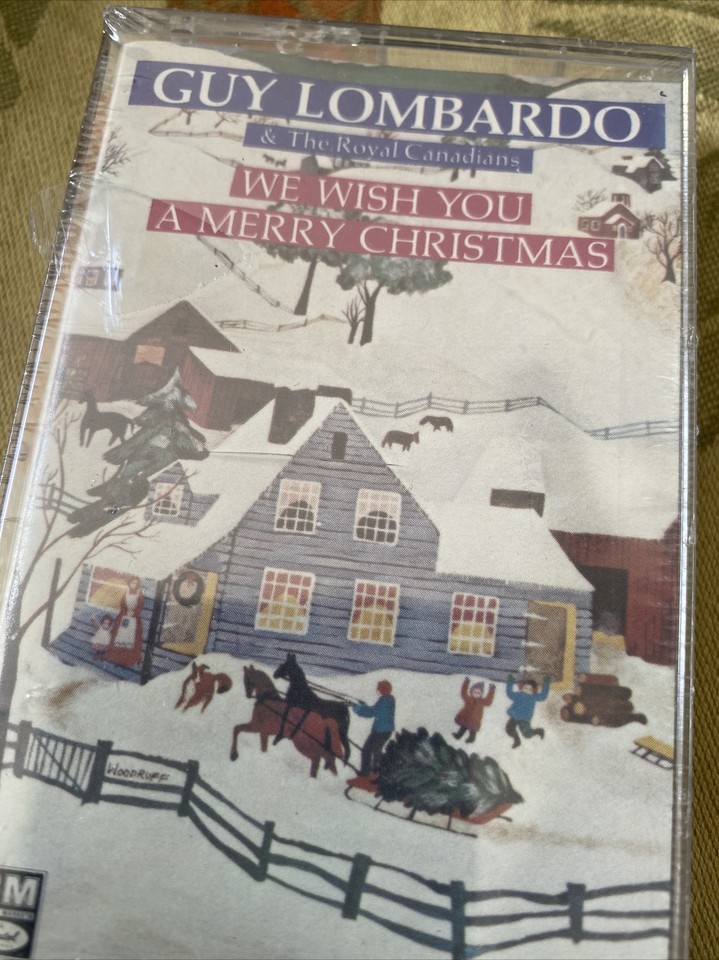 GUY LOMBARDO
& The Royal Canadians
WE WISH YOU
A MERRY CHRISTMAS
WOODRUFF